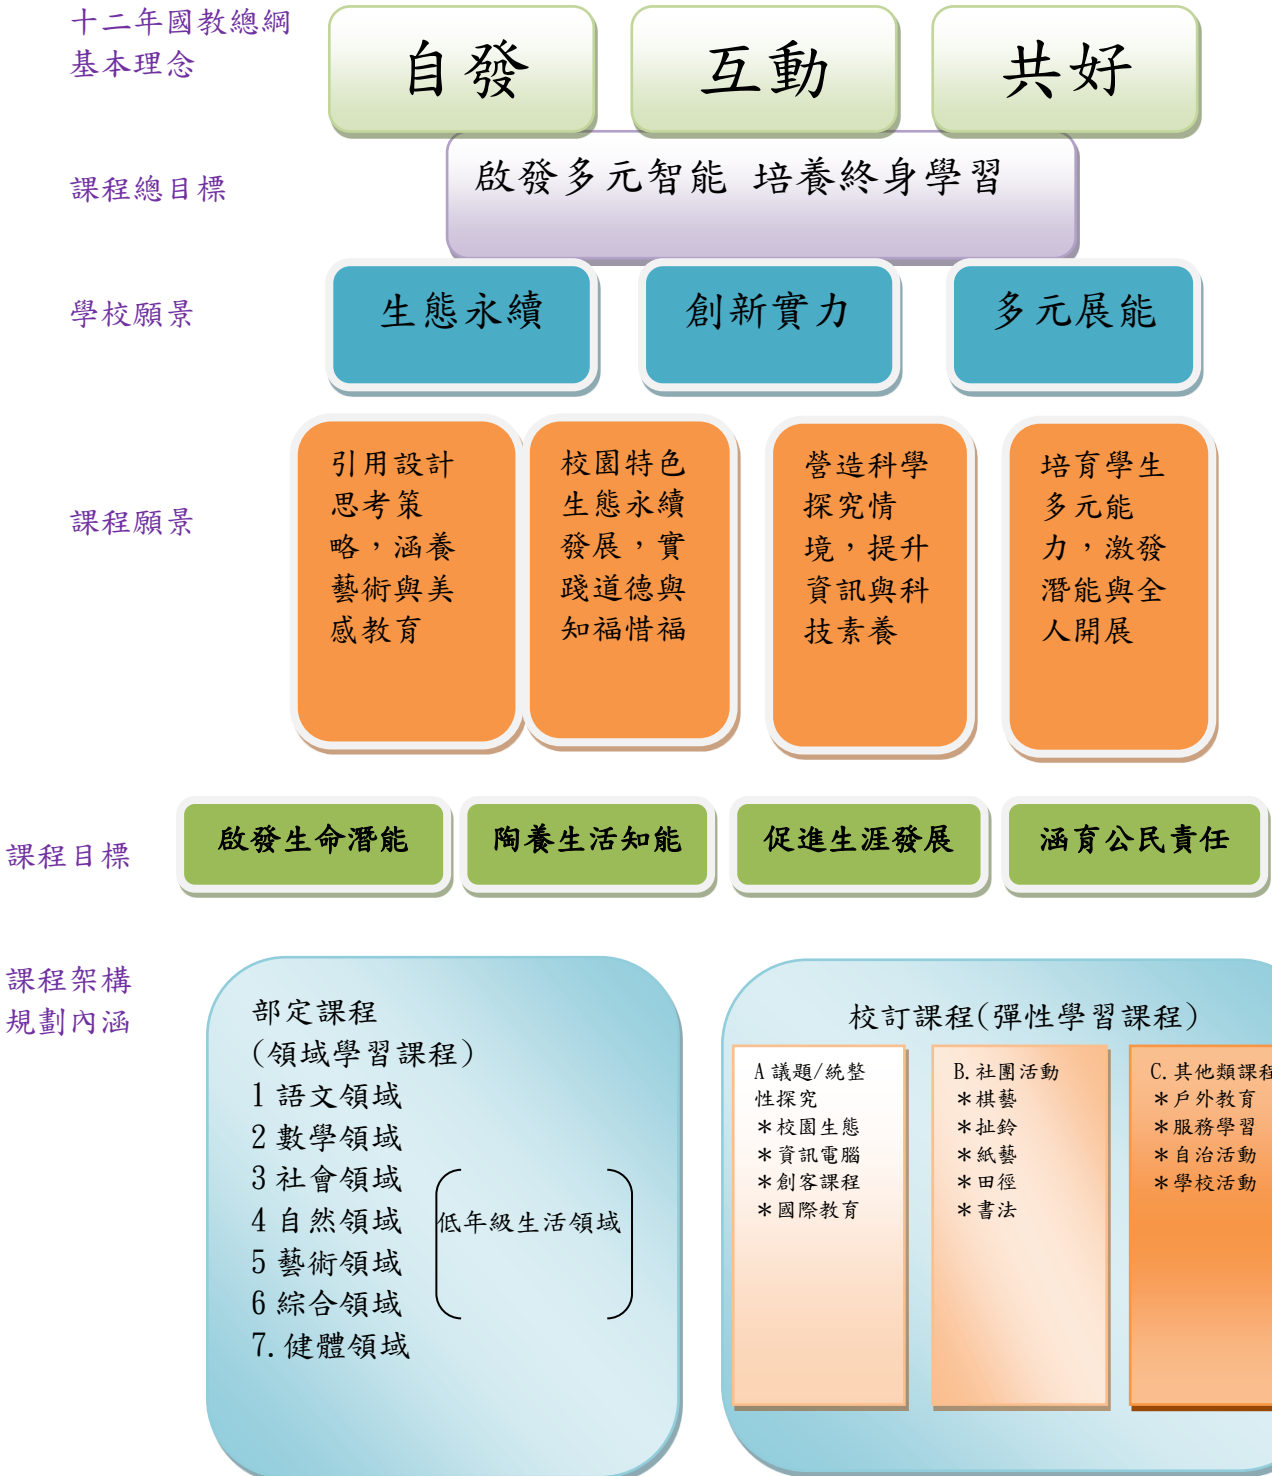 十二年國教總綱
基本理念
自發
互動
共好
課程總目標
啟發多元智能 培養終身學習
學校願景
生態永續
創新實力
多元展能
課程願景
引用設計
思考策
略，涵養
藝術與美
感教育
校園特色
生態永續
發展，實
踐道德與
知福惜福
營造科學
探究情
境，提升
資訊與科
技素養
培育學生
多元能
力，激發
潛能與全
人開展
課程目標
啟發生命潛能
陶養生活知能
促進生涯發展
涵育公民責任
課程架構
規劃內涵
部定課程
(領域學習課程)
1 語文領域
2 數學領域
3 社會領域
4 自然領域
5 藝術領域
6 綜合領域
7. 健體領域
低年級生活領域
校訂課程(彈性學習課程)
A 議題/統整
性探究
＊校園生態
＊資訊電腦
＊創客課程
＊國際教育
B. 社團活動
＊棋藝
＊扯鈴
＊紙藝
＊田徑
＊書法
C. 其他類課程
＊戶外教育
＊服務學習
＊自治活動
＊學校活動